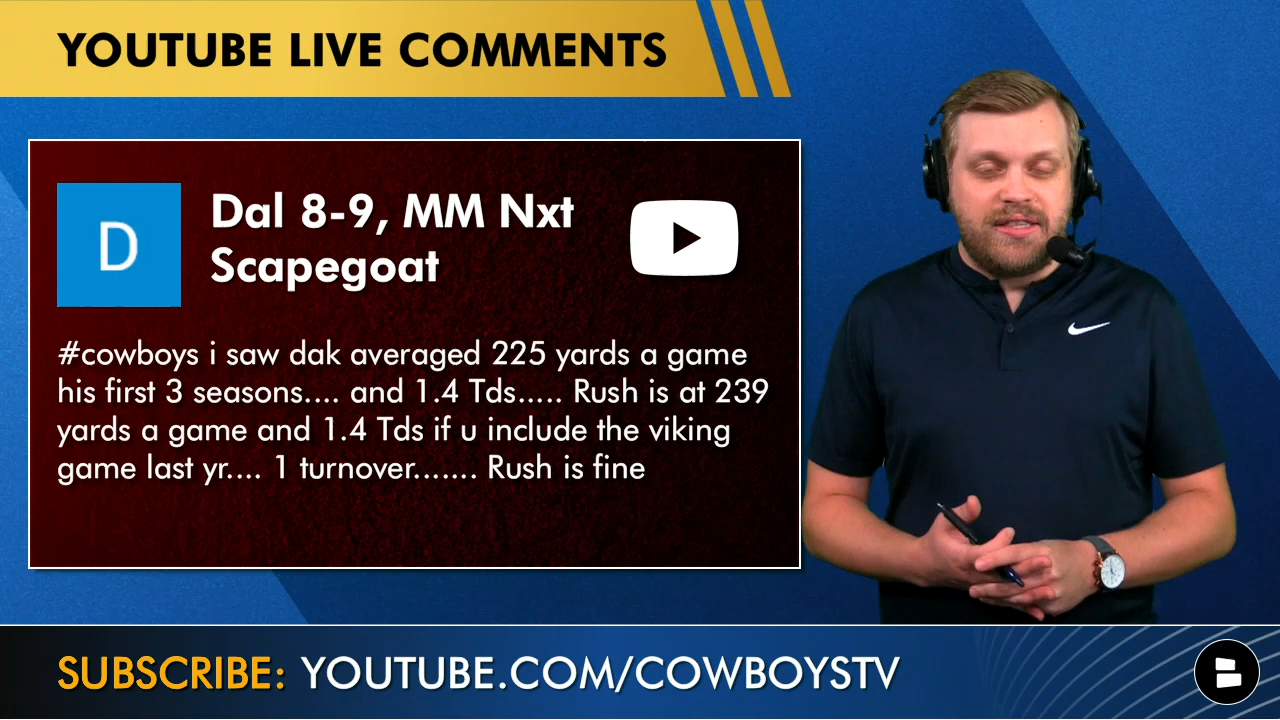 YOUTUBE LIVE COMMENTS
D
Dal 8-9, MM Nxt
Scapegoat
#cowboys i saw dak averaged 225 yards a game
his first 3 seasons.... and 1.4 Tds..... Rush is at 239
yards a game and 1.4 Tds if u include the viking
game last yr.... 1 turnover....... Rush is fine
SUBSCRIBE: YOUTUBE.COM/COWBOYSTV